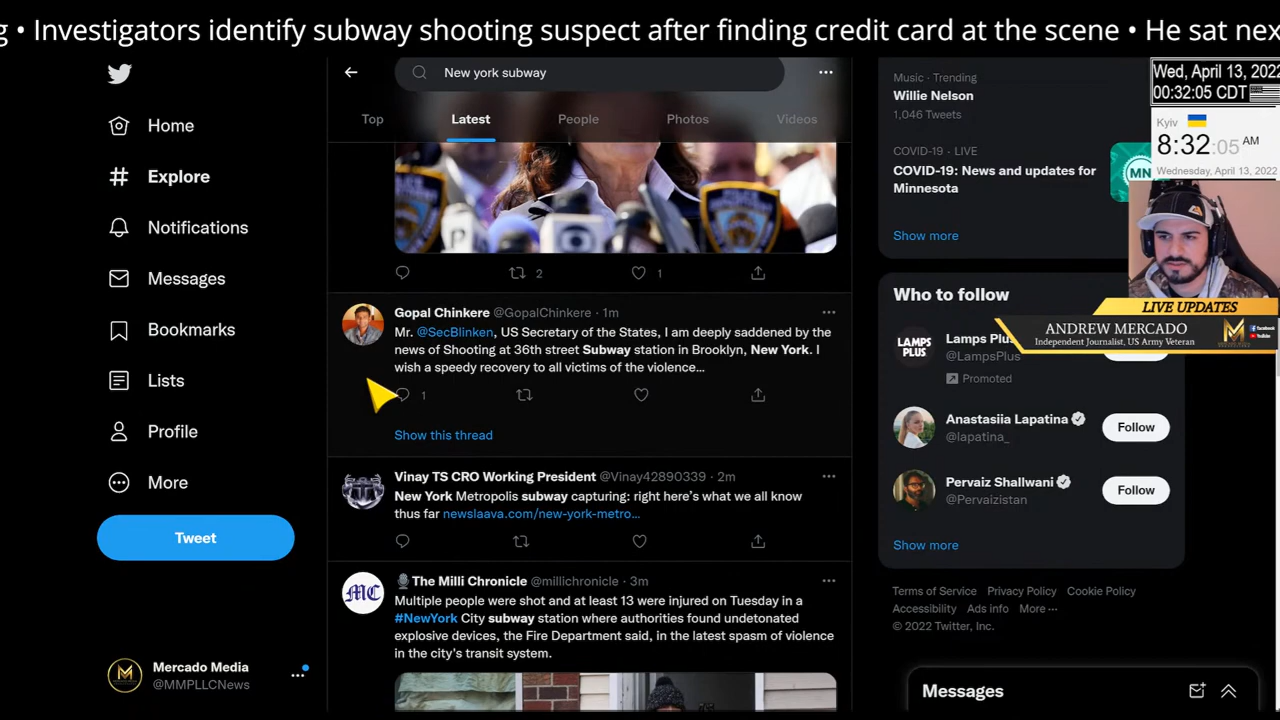 • Investigators identify subway shooting suspect after finding credit card at the scene • He sat nex
New york subway
Top
Latest
People
Photos
Videos
Home
Explore
Notifications
Messages
Bookmarks
Lists
Profile
More
Tweet
Mercado Media
@MMPLLCNews
2
1
Gopal Chinkere @GopalChinkere · 1m
Mr. @SecBlinken, US Secretary of the States, I am deeply saddened by the
news of Shooting at 36th street Subway station in Brooklyn, New York. I
wish a speedy recovery to all victims of the violence...
1
Show this thread
Vinay TS CRO Working President @Vinay42890339 · 2m
New York Metropolis subway capturing: right here's what we all know
thus far newslaava.com/new-york-metro...
The Milli Chronicle @millichronicle · 3m
MC
Multiple people were shot and at least 13 were injured on Tuesday in a
#NewYork City subway station where authorities found undetonated
explosive devices, the Fire Department said, in the latest spasm of violence
in the city's transit system.
Music · Trending
Willie Nelson
1,046 Tweets
COVID-19 · LIVE
COVID-19: News and updates for
Minnesota
MN
Show more
Who to follow
LAMPS
PLUS
Lamps Plus
@LampsPlus
Promoted
Anastasiia Lapatina
@lapatina_
Follow
Pervaiz Shallwani
@Pervaizistan
Follow
Show more
Terms of Service Privacy Policy Cookie Policy
Accessibility Ads info More ···
© 2022 Twitter, Inc.
Messages
Wed, April 13, 2022
00:32:05 CDT
Kyiv
8:32:05 AM
Wednesday, April 13, 2022
LIVE UPDATES
ANDREW MERCADO
Independent Journalist, US Army Veteran